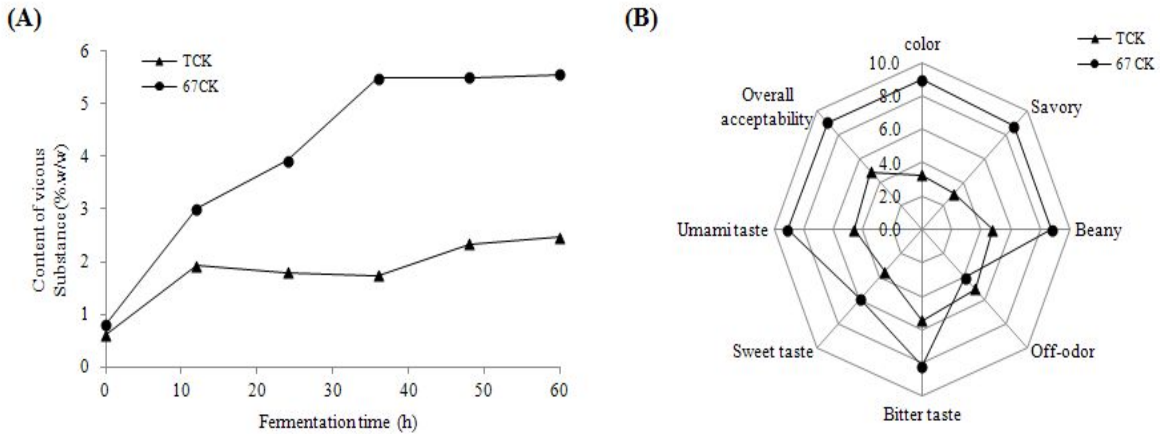 (A)
TCK
67CK
6
5
4
3
2
1
0
Content of vicous
Substance (%.w/w)
0 10 20 30 40 50 60
Fermentation time (h)
(B)
TCK
67CK
color
10.0
8.0
6.0
4.0
2.0
0.0
Savory
Beany
Off-odor
Bitter taste
Sweet taste
Umami taste
Overall
acceptability